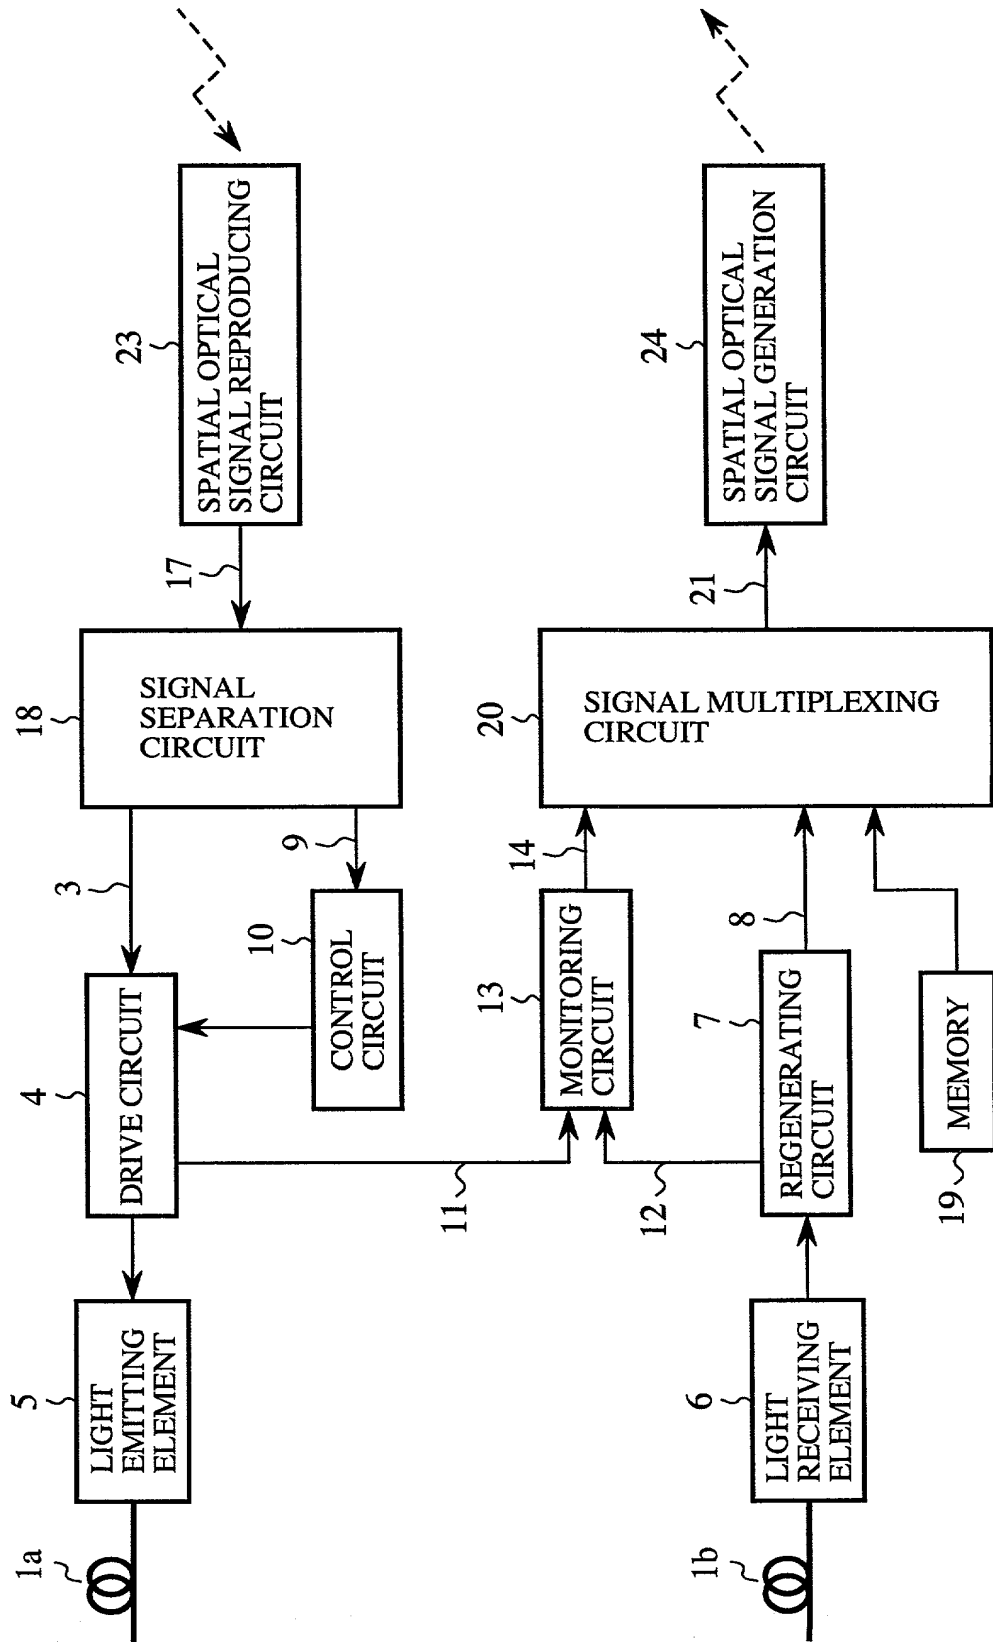 1a
5
LIGHT
EMITTING
ELEMENT
4
DRIVE CIRCUIT
3
18
SIGNAL
SEPARATION
CIRCUIT
17
23
SPATIAL OPTICAL
SIGNAL REPRODUCING
CIRCUIT
10
CONTROL
CIRCUIT
9
11
12
13
MONITORING
CIRCUIT
14
20
SIGNAL MULTIPLEXING
CIRCUIT
21
24
SPATIAL OPTICAL
SIGNAL GENERATION
CIRCUIT
1b
6
LIGHT
RECEIVING
ELEMENT
7
REGENERATING
CIRCUIT
8
19
MEMORY